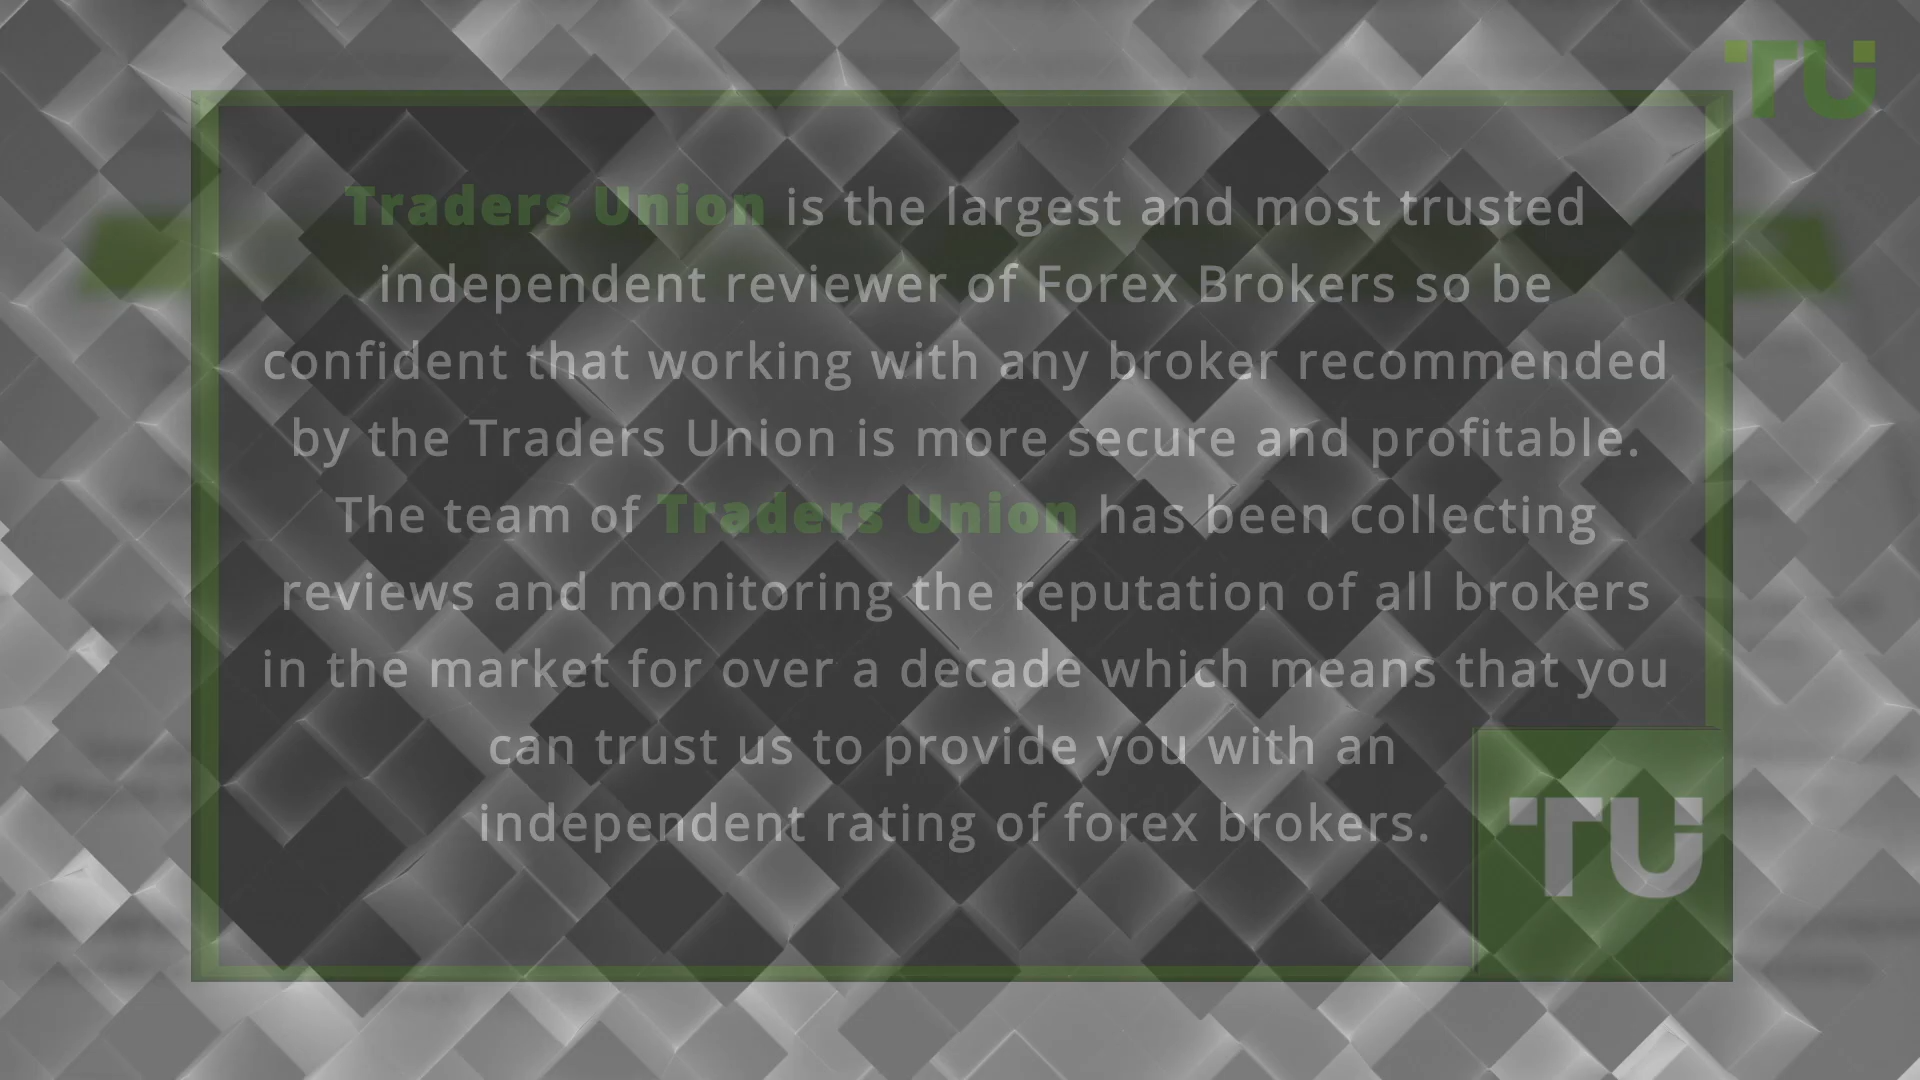 TU
Traders Union is the largest and most trusted
independent reviewer of Forex Brokers so be
confident that working with any broker recommended
by the Traders Union is more secure and profitable.
The team of Traders Union has been collecting
reviews and monitoring the reputation of all brokers
in the market for over a decade which means that you
can trust us to provide you with an
independent rating of forex brokers.
TU